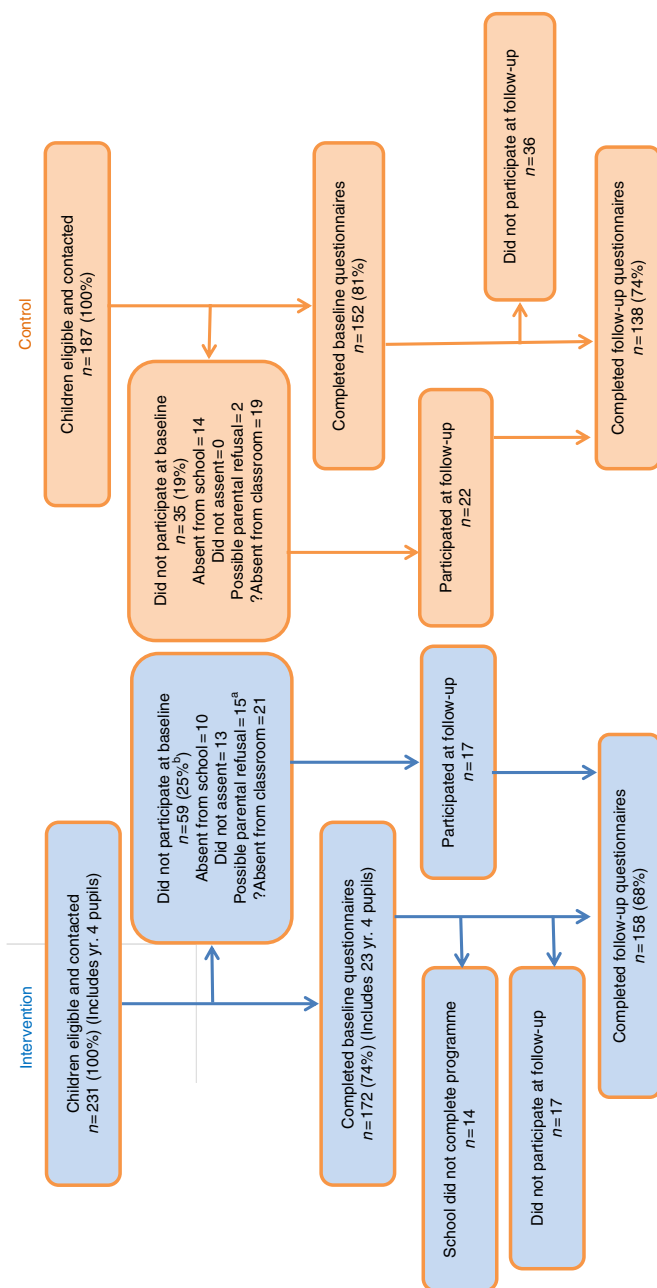 Intervention
Children eligible and contacted
n=231 (100%) (Includes yr. 4 pupils)
Did not participate at baseline
n=59 (25%ᵇ)
Absent from school=10
Did not assent=13
Possible parental refusal=15ᵃ
?Absent from classroom=21
Completed baseline questionnaires
n=172 (74%) (Includes 23 yr. 4 pupils)
School did not complete programme
n=14
Did not participate at follow-up
n=17
Participated at follow-up
n=17
Completed follow-up questionnaires
n=158 (68%)
Control
Children eligible and contacted
n=187 (100%)
Did not participate at baseline
n=35 (19%)
Absent from school=14
Did not assent=0
Possible parental refusal=2
?Absent from classroom=19
Completed baseline questionnaires
n=152 (81%)
Participated at follow-up
n=22
Did not participate at follow-up
n=36
Completed follow-up questionnaires
n=138 (74%)